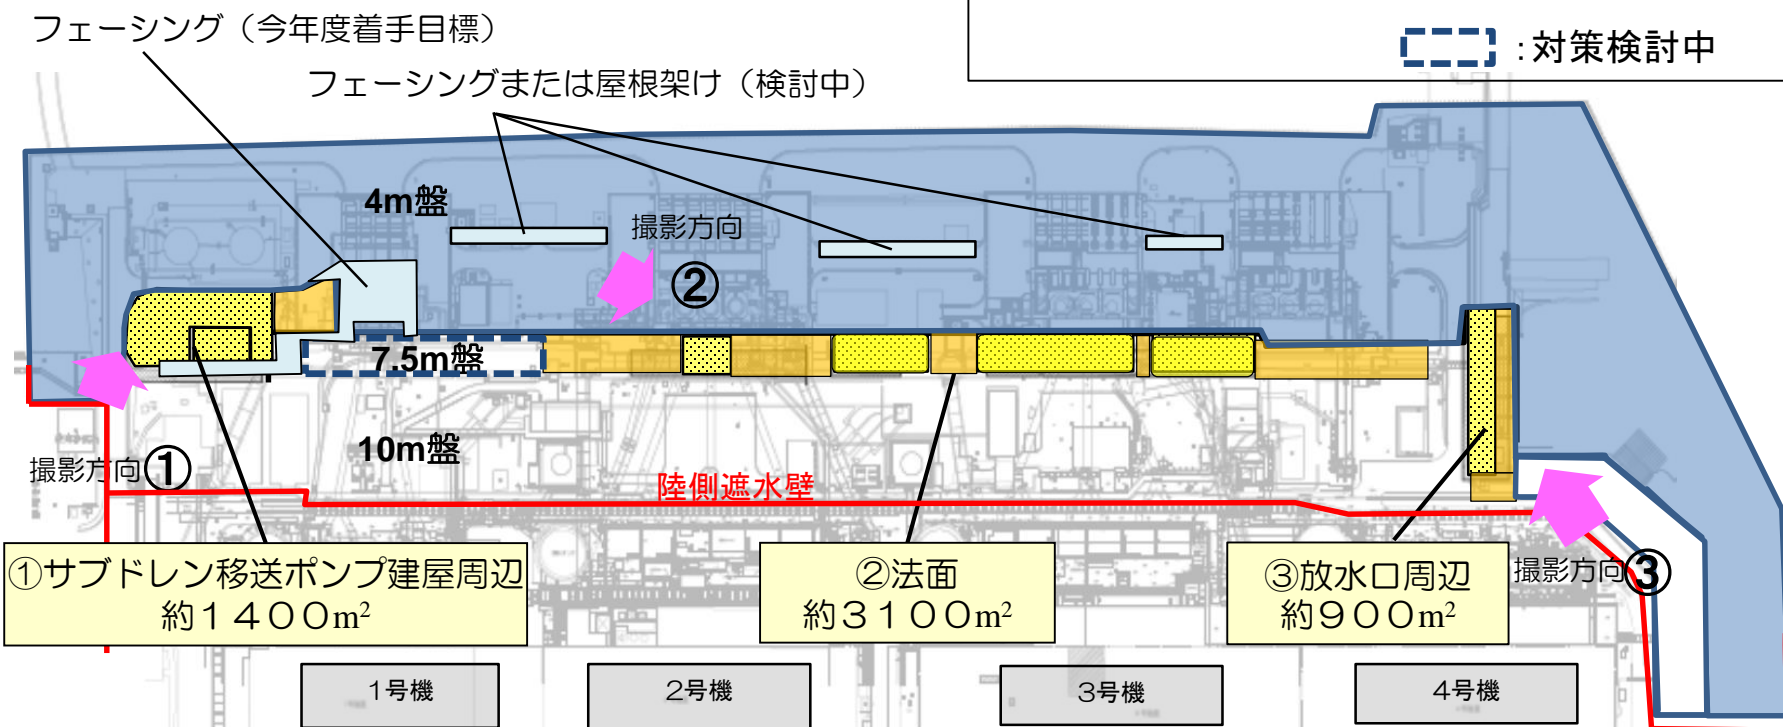 フェーシング（今年度着手目標）
：対策検討中
フェーシングまたは屋根架け（検討中）
4m盤
撮影方向
②
7.5m盤
10m盤
撮影方向①
陸側遮水壁
①サブドレン移送ポンプ建屋周辺
約１４００m²
②法面
約３１００m²
③放水口周辺
約９００m²
撮影方向③
1号機
2号機
3号機
4号機